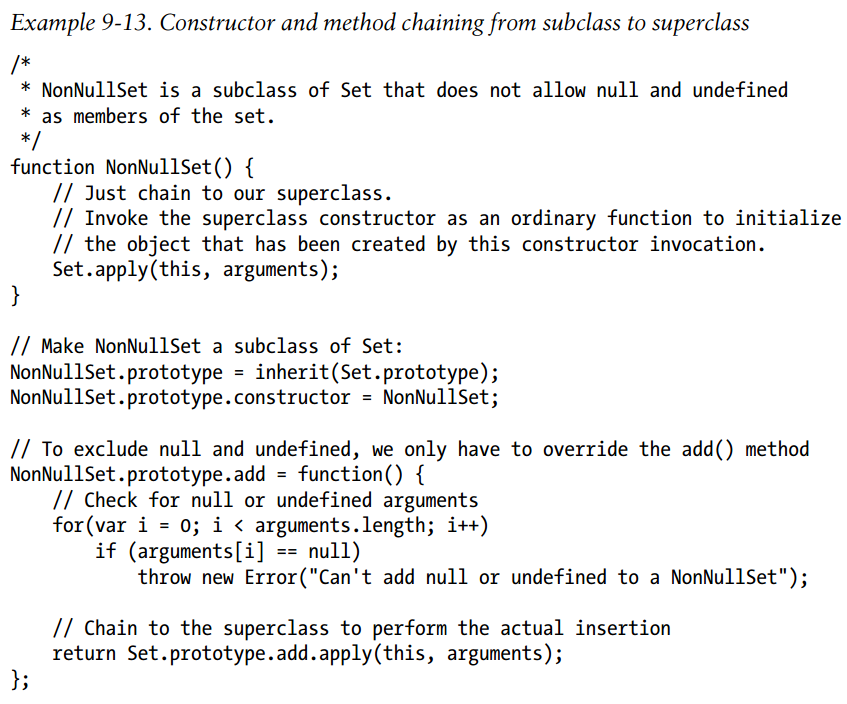 Example 9-13. Constructor and method chaining from subclass to superclass
/*
 * NonNullSet is a subclass of Set that does not allow null and undefined
 * as members of the set.
 */
function NonNullSet() {
    // Just chain to our superclass.
    // Invoke the superclass constructor as an ordinary function to initialize
    // the object that has been created by this constructor invocation.
    Set.apply(this, arguments);
}

// Make NonNullSet a subclass of Set:
NonNullSet.prototype = inherit(Set.prototype);
NonNullSet.prototype.constructor = NonNullSet;

// To exclude null and undefined, we only have to override the add() method
NonNullSet.prototype.add = function() {
    // Check for null or undefined arguments
    for(var i = 0; i < arguments.length; i++)
        if (arguments[i] == null)
            throw new Error("Can't add null or undefined to a NonNullSet");

    // Chain to the superclass to perform the actual insertion
    return Set.prototype.add.apply(this, arguments);
};